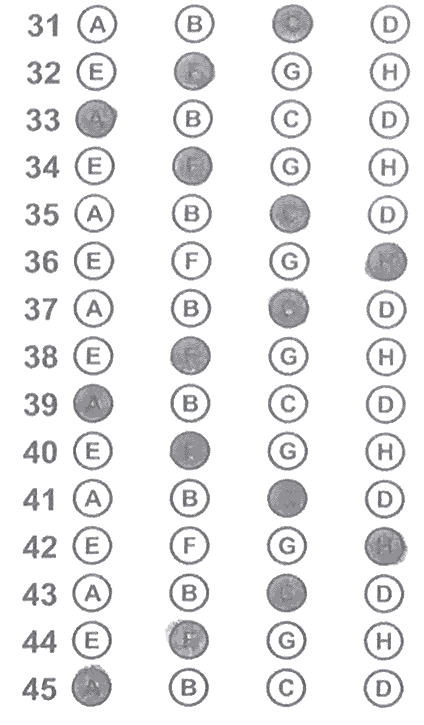 31 A B C D
32 E F G H
33 A B C D
34 E F G H
35 A B C D
36 E F G H
37 A B C D
38 E F G H
39 A B C D
40 E F G H
41 A B C D
42 E F G H
43 A B C D
44 E F G H
45 A B C D